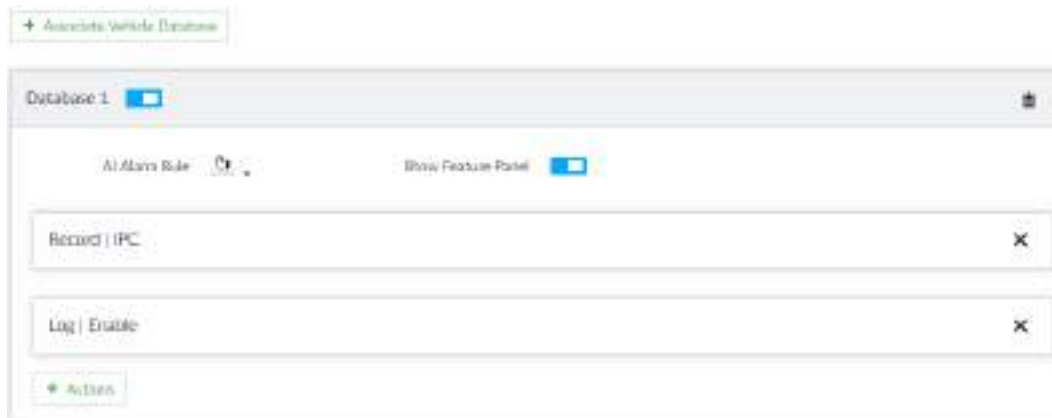 + Associate Vehicle Database
Database 1
AI Alarm Rule
Show Feature Panel
Record | IPC
Log | Enable
+ Actions